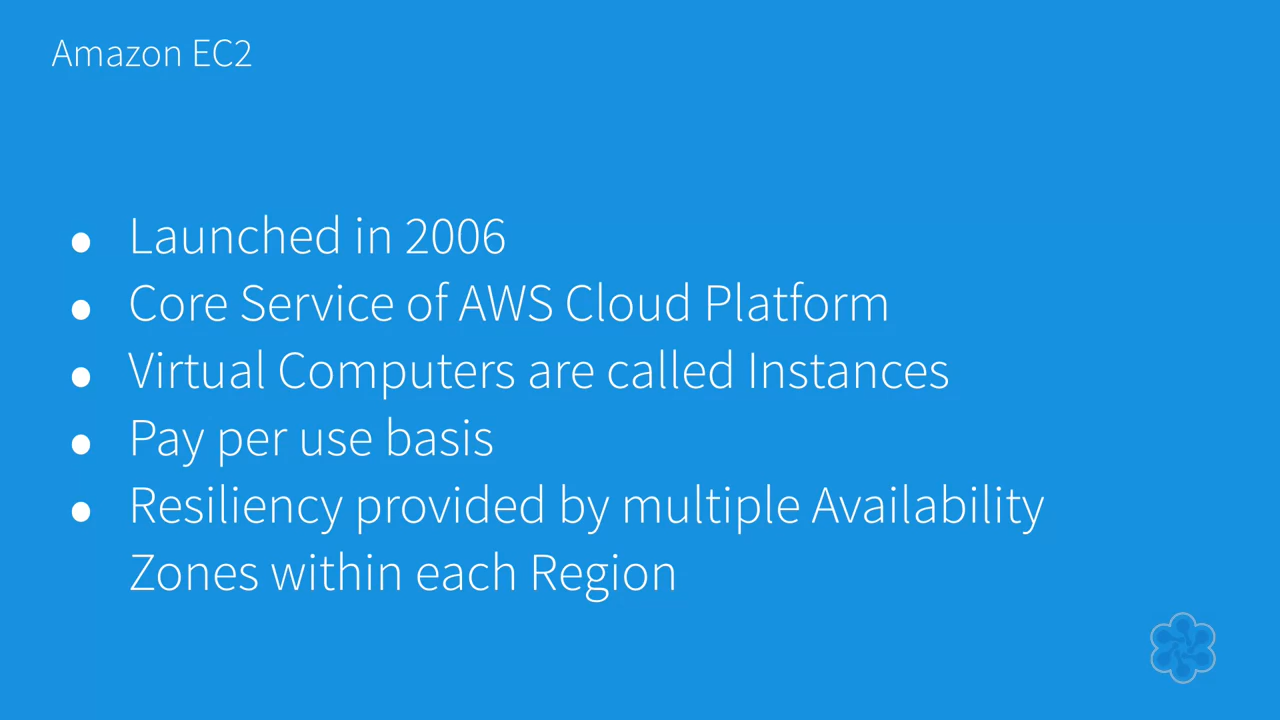 Amazon EC2
● Launched in 2006
● Core Service of AWS Cloud Platform
● Virtual Computers are called Instances
● Pay per use basis
● Resiliency provided by multiple Availability
Zones within each Region